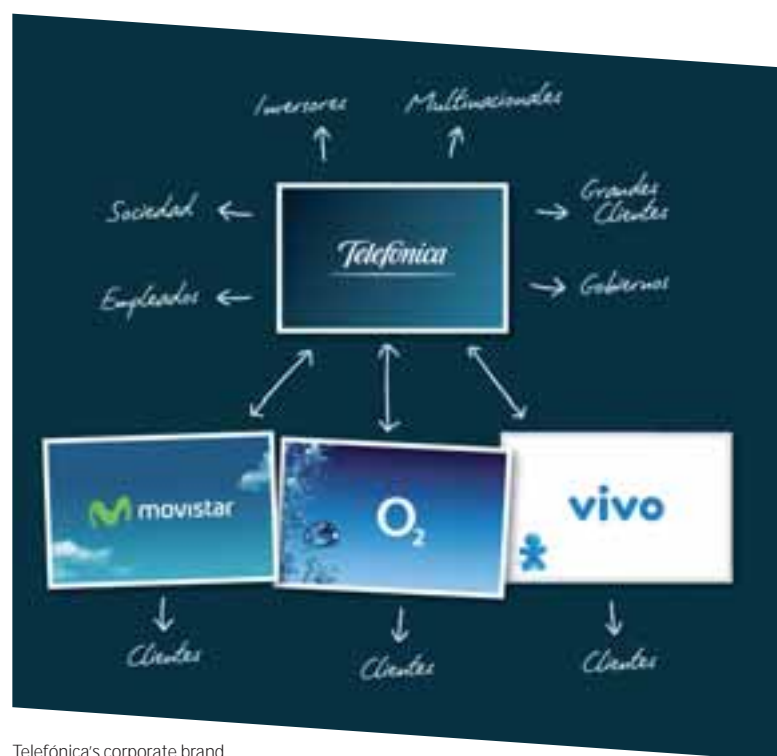 Inversores
Multinacionales
Sociedad
Grandes
Clientes
Telefónica
Empleados
Gobiernos
movistar
O2
vivo
Clientes
Clientes
Clientes
Telefónica's corporate brand